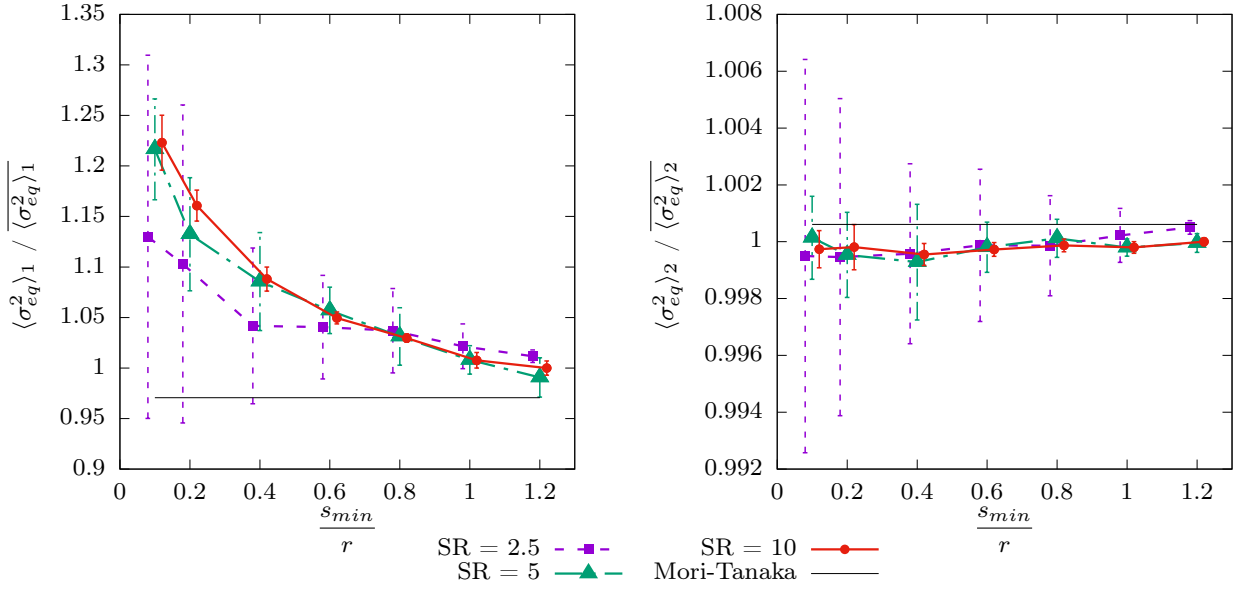 1.35
1.3
1.25
1.2
1.15
1.1
1.05
1
0.95
0.9
0 0.2 0.4 0.6 0.8 1 1.2
⟨σ²eq⟩1 / ⟨σ²eq⟩1
smin
r
1.008
1.006
1.004
1.002
1
0.998
0.996
0.994
0.992
0 0.2 0.4 0.6 0.8 1 1.2
⟨σ²eq⟩2 / ⟨σ²eq⟩2
smin
r
SR = 2.5
SR = 5
SR = 10
Mori-Tanaka